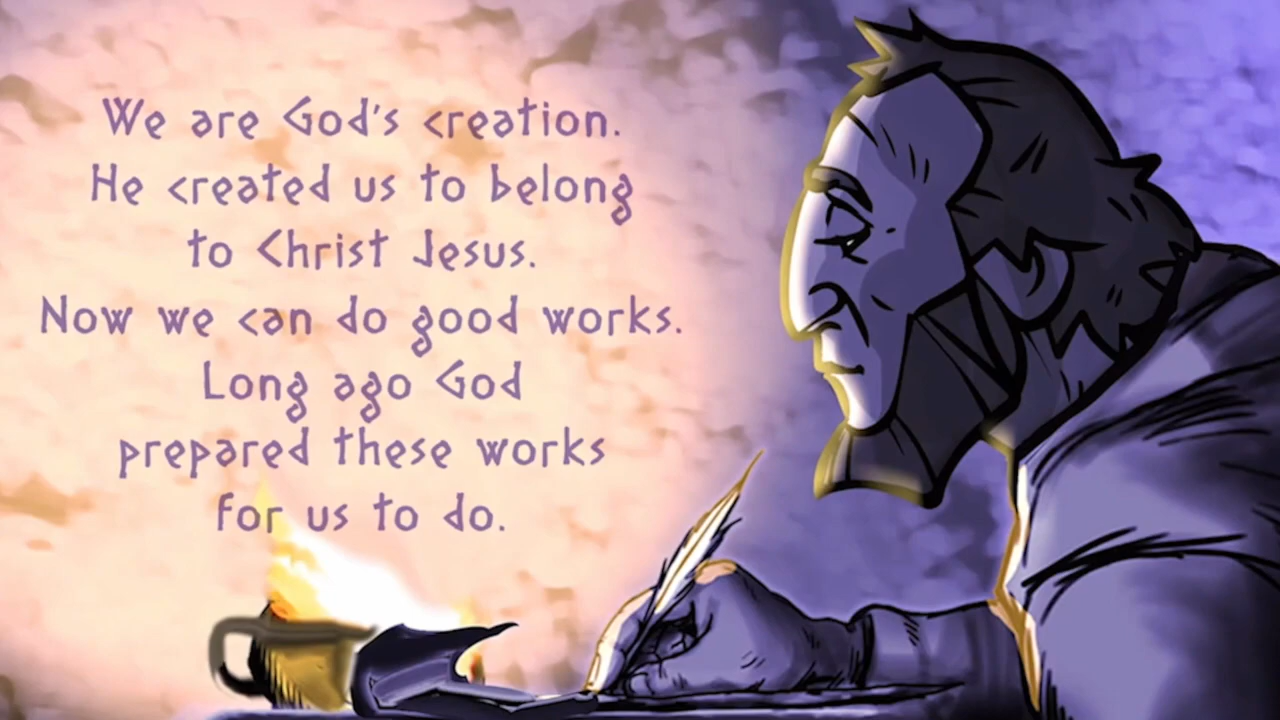 We are God's creation.
He created us to belong
to Christ Jesus.
Now we can do good works.
Long ago God
prepared these works
for us to do.